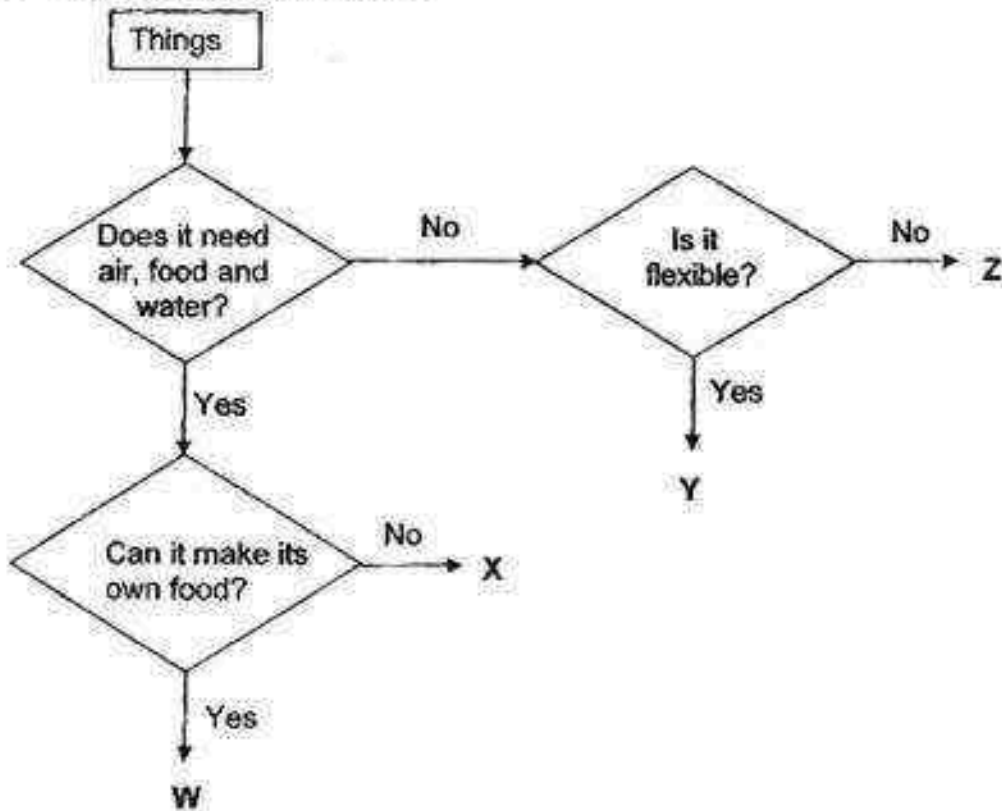 Things
Does it need
air, food and
water?
No
Is it
flexible?
No
Z
Yes
Yes
Y
Can it make its
own food?
No
X
Yes
W